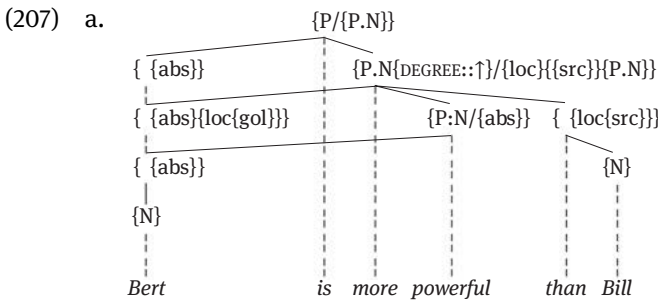 (207) a. {P/{P.N}}
{ {abs}} {P.N{DEGREE::↑}/{loc}{{src}}{P.N}}
{ {abs}{loc{gol}}} {P:N/{abs}} { {loc{src}}}
{ {abs}} {N}
{N}
Bert is more powerful than Bill